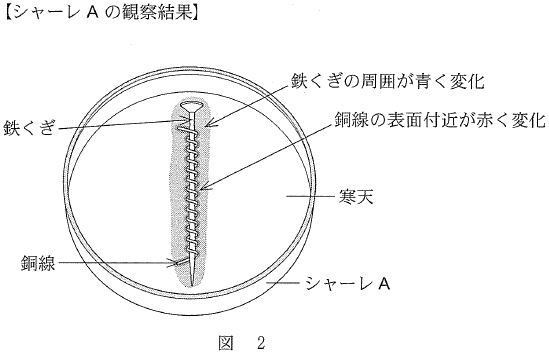 【シャーレ A の観察結果】
鉄くぎの周囲が青く変化
鉄くぎ
銅線の表面付近が赤く変化
寒天
銅線
シャーレ A
図 2